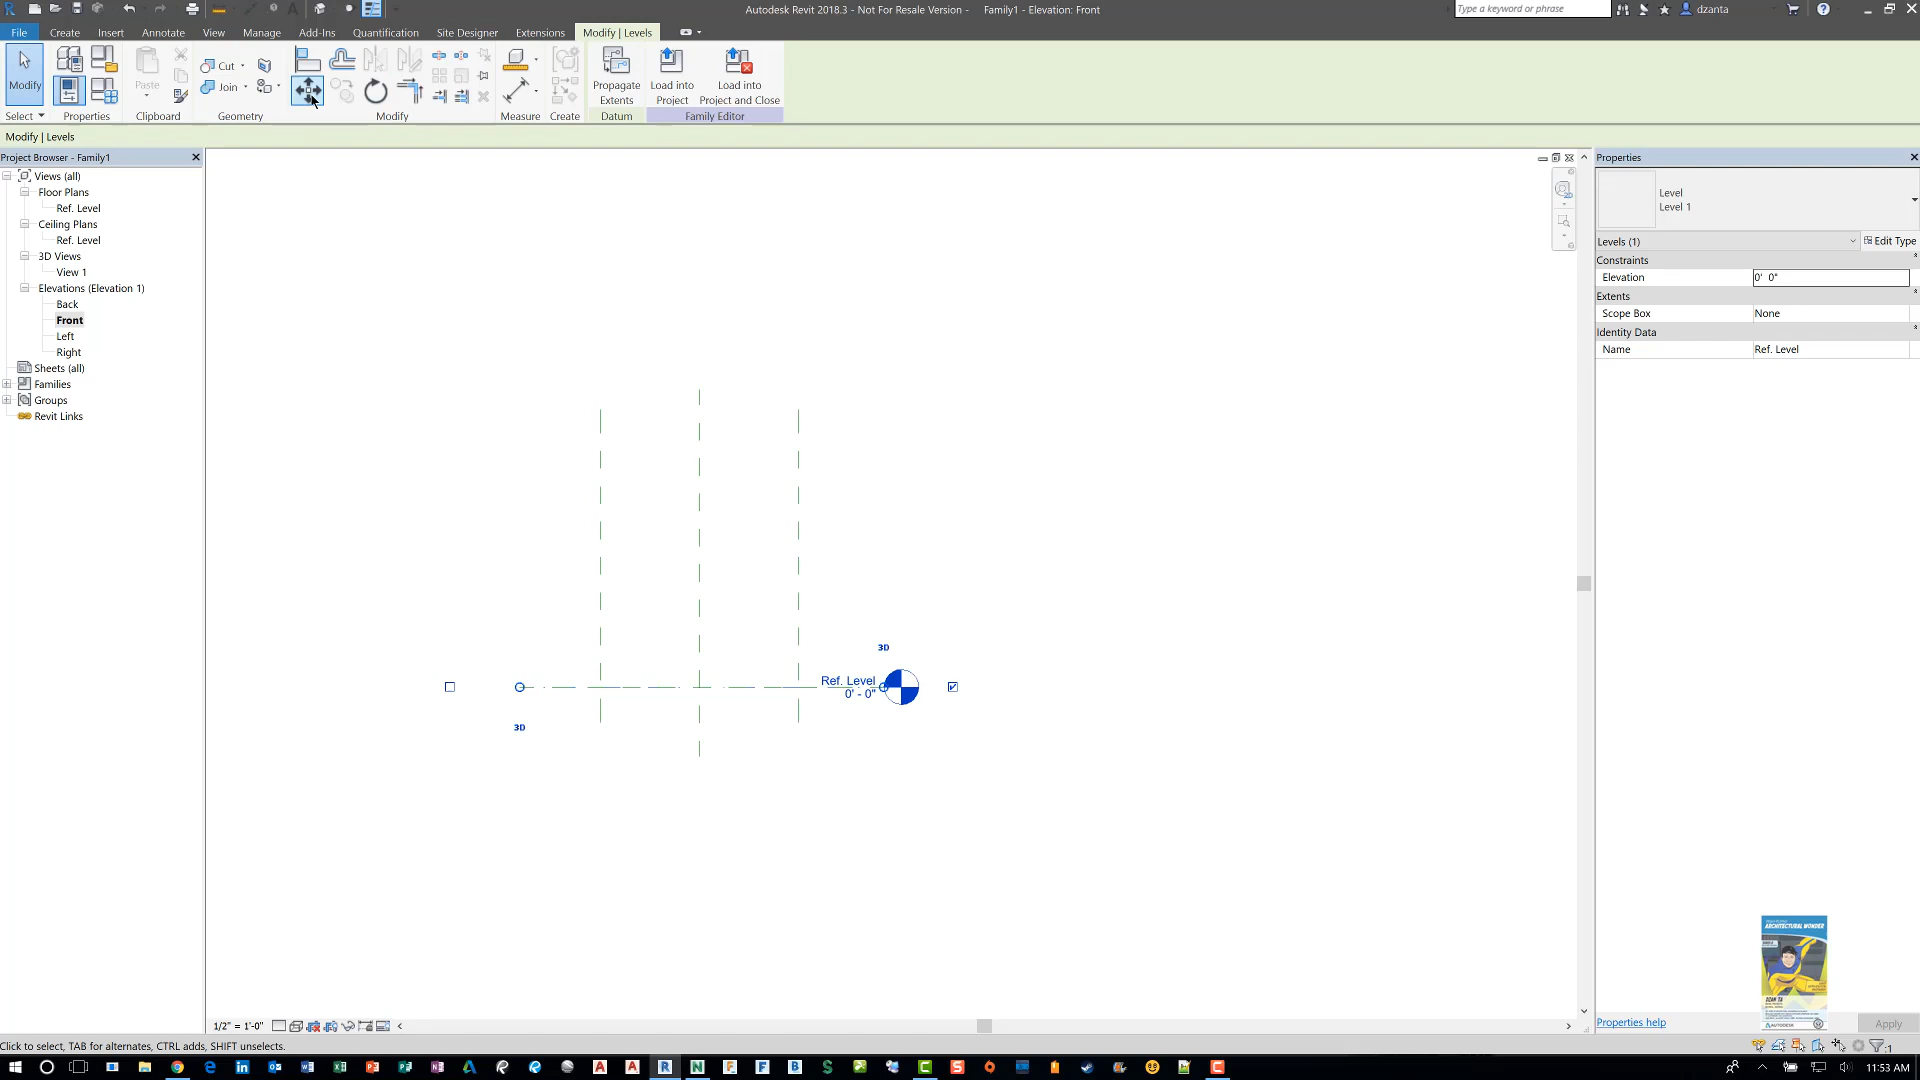 Autodesk Revit 2018.3 - Not For Resale Version -    Family1 - Elevation: Front
Type a keyword or phrase
dzanta
File
Create
Insert
Annotate
View
Manage
Add-Ins
Quantification
Site Designer
Extensions
Modify | Levels
Modify
Paste
Cut
Join
Propagate
Extents
Load into
Project
Load into
Project and Close
Select
Properties
Clipboard
Geometry
Modify
Measure
Create
Datum
Family Editor
Modify | Levels
Project Browser - Family1
Views (all)
Floor Plans
Ref. Level
Ceiling Plans
Ref. Level
3D Views
View 1
Elevations (Elevation 1)
Back
Front
Left
Right
Sheets (all)
Families
Groups
Revit Links
3D
Ref. Level
0' - 0"
3D
Properties
Level
Level 1
Levels (1)
Edit Type
Constraints
Elevation
0'  0"
Extents
Scope Box
None
Identity Data
Name
Ref. Level
ARCHITECTURAL WONDER
AUTODESK
Properties help
Apply
1/2" = 1'-0"
Click to select, TAB for alternates, CTRL adds, SHIFT unselects.
:1
11:53 AM